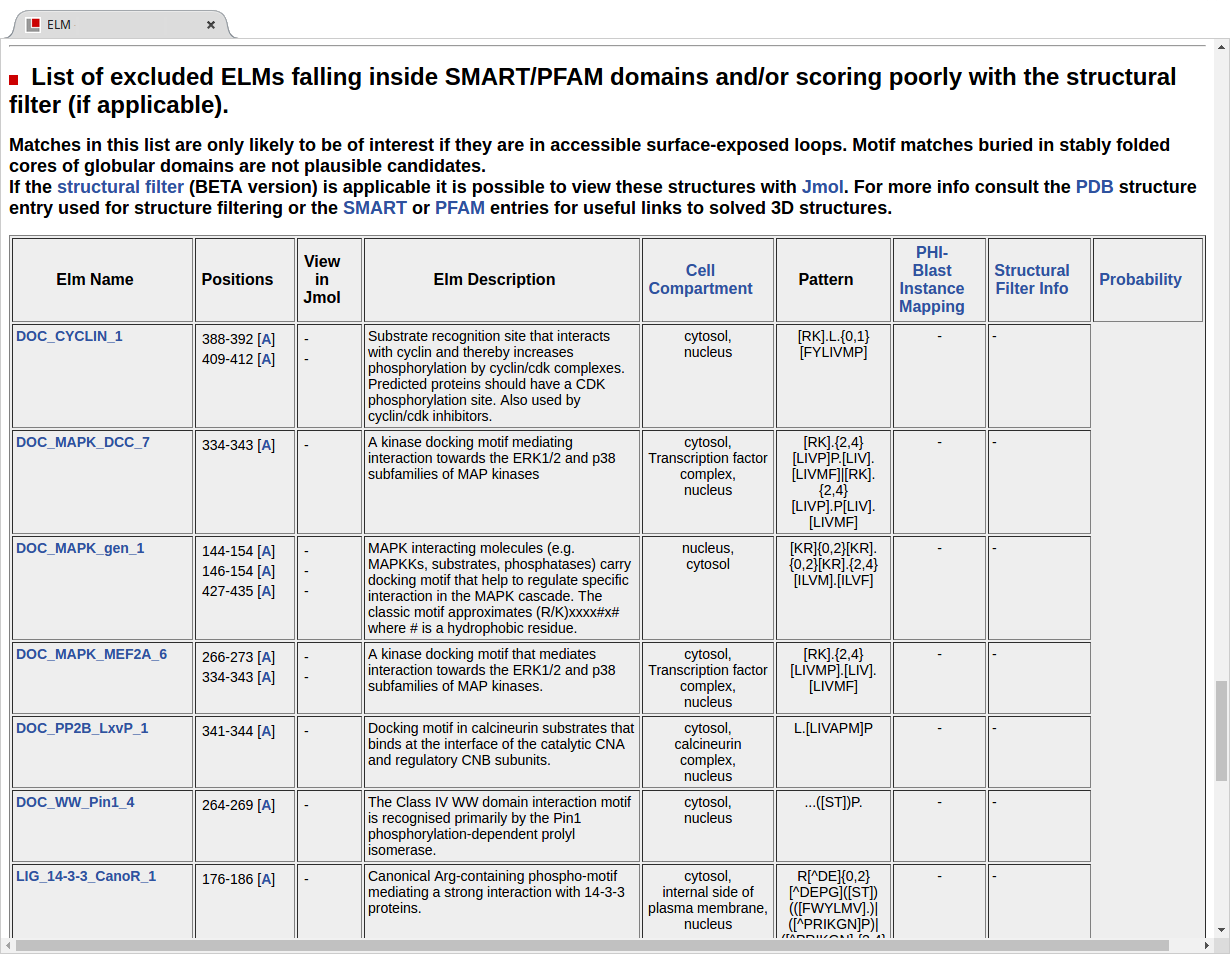 ELM
List of excluded ELMs falling inside SMART/PFAM domains and/or scoring poorly with the structural
filter (if applicable).
Matches in this list are only likely to be of interest if they are in accessible surface-exposed loops. Motif matches buried in stably folded
cores of globular domains are not plausible candidates.
If the structural filter (BETA version) is applicable it is possible to view these structures with Jmol. For more info consult the PDB structure
entry used for structure filtering or the SMART or PFAM entries for useful links to solved 3D structures.
Elm Name
Positions
View
in
Jmol
Elm Description
Cell
Compartment
Pattern
PHI-
Blast
Instance
Mapping
Structural
Filter Info
Probability
DOC_CYCLIN_1
388-392 [A]
409-412 [A]
-
-
Substrate recognition site that interacts
with cyclin and thereby increases
phosphorylation by cyclin/cdk complexes.
Predicted proteins should have a CDK
phosphorylation site. Also used by
cyclin/cdk inhibitors.
cytosol,
nucleus
[RK].L.{0,1}
[FYLIVMP]
-
-
DOC_MAPK_DCC_7
334-343 [A]
-
A kinase docking motif mediating
interaction towards the ERK1/2 and p38
subfamilies of MAP kinases
cytosol,
Transcription factor
complex,
nucleus
[RK].{2,4}
[LIVP]P.[LIV].
[LIVMF]|[RK].
{2,4}
[LIVP].P[LIV].
[LIVMF]
-
-
DOC_MAPK_gen_1
144-154 [A]
146-154 [A]
427-435 [A]
-
-
-
MAPK interacting molecules (e.g.
MAPKKs, substrates, phosphatases) carry
docking motif that help to regulate specific
interaction in the MAPK cascade. The
classic motif approximates (R/K)xxxx#x#
where # is a hydrophobic residue.
nucleus,
cytosol
[KR]{0,2}[KR].
{0,2}[KR].{2,4}
[ILVM].[ILVF]
-
-
DOC_MAPK_MEF2A_6
266-273 [A]
334-343 [A]
-
-
A kinase docking motif that mediates
interaction towards the ERK1/2 and p38
subfamilies of MAP kinases.
cytosol,
Transcription factor
complex,
nucleus
[RK].{2,4}
[LIVMP].[LIV].
[LIVMF]
-
-
DOC_PP2B_LxvP_1
341-344 [A]
-
Docking motif in calcineurin substrates that
binds at the interface of the catalytic CNA
and regulatory CNB subunits.
cytosol,
calcineurin
complex,
nucleus
L.[LIVAPM]P
-
-
DOC_WW_Pin1_4
264-269 [A]
-
The Class IV WW domain interaction motif
is recognised primarily by the Pin1
phosphorylation-dependent prolyl
isomerase.
cytosol,
nucleus
...([ST])P.
-
-
LIG_14-3-3_CanoR_1
176-186 [A]
-
Canonical Arg-containing phospho-motif
mediating a strong interaction with 14-3-3
proteins.
cytosol,
internal side of
plasma membrane,
nucleus
R[^DE]{0,2}
[^DEPG]([ST])
(([FWYLMV].)|
([^PRIKGN]P)|
-
-